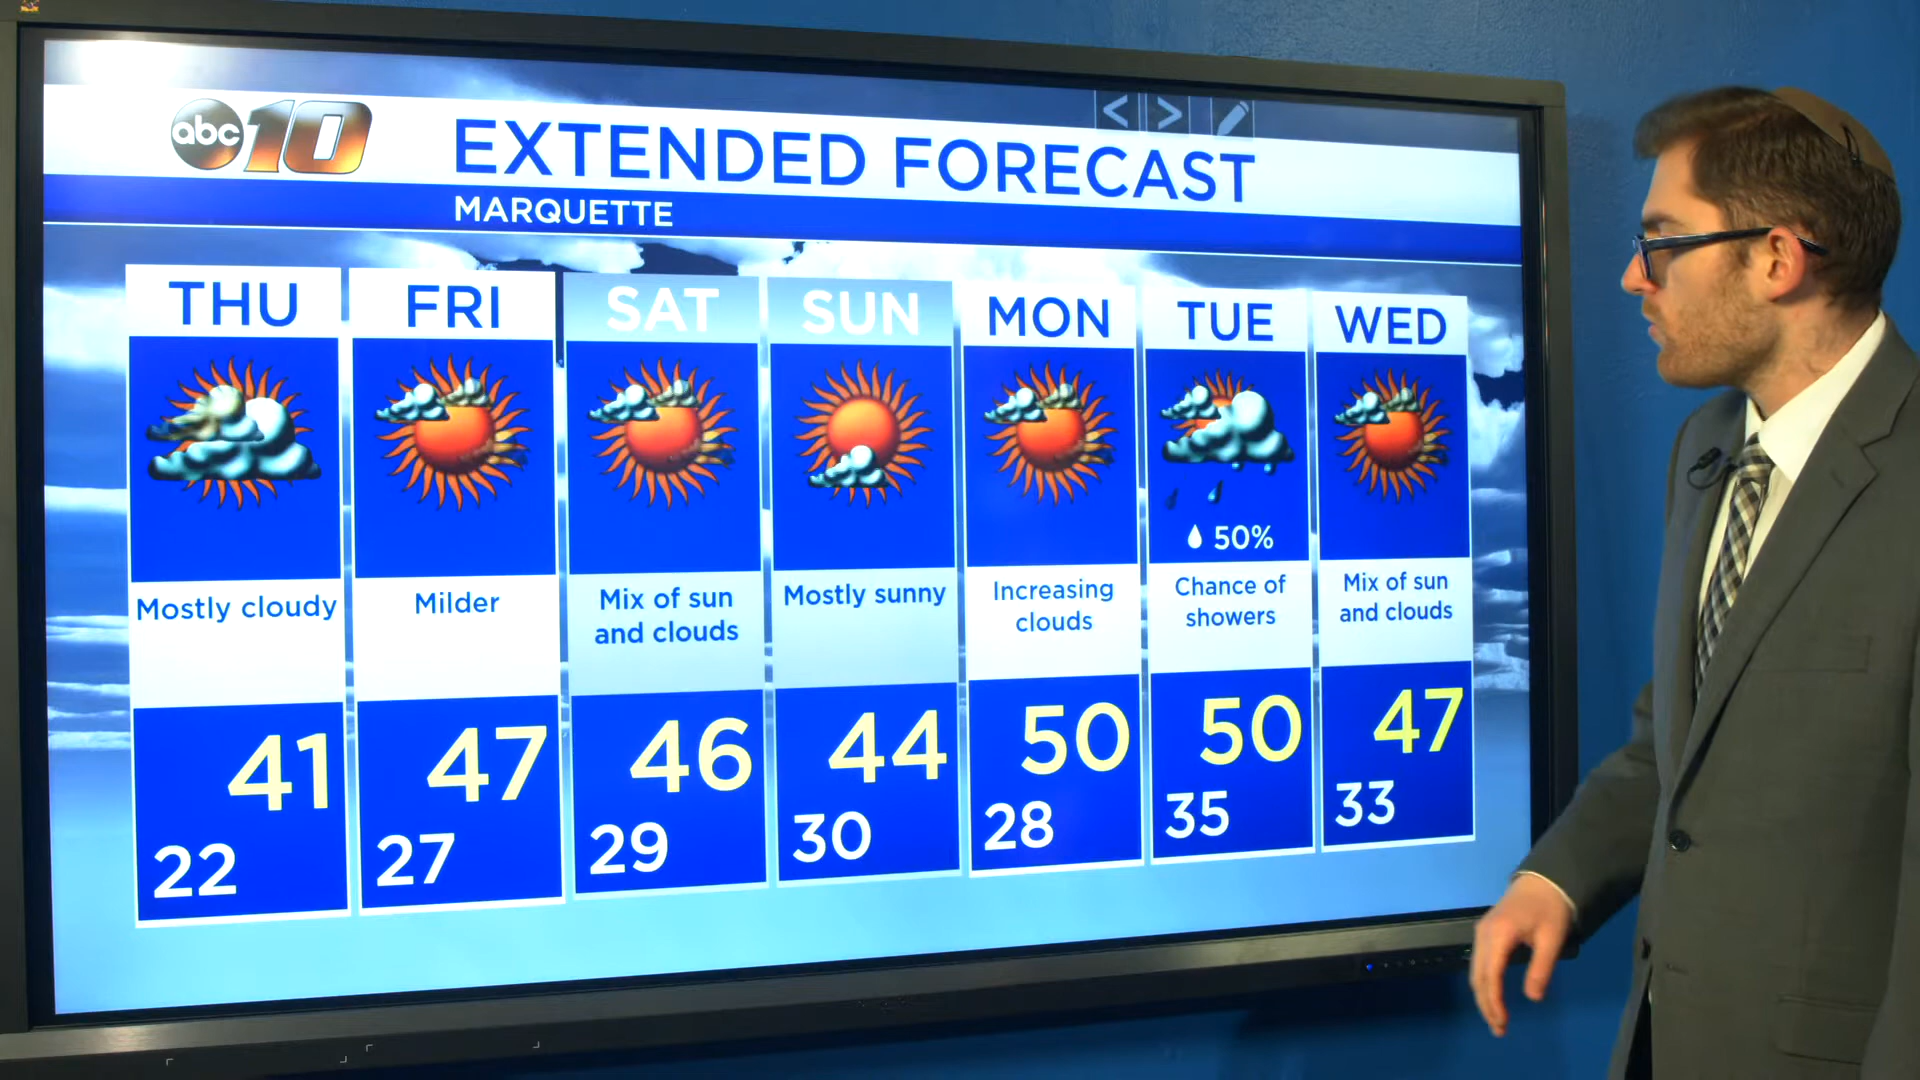 abc 10
EXTENDED FORECAST
MARQUETTE
THU
FRI
SAT
SUN
MON
TUE
WED
50%
Mostly cloudy
Milder
Mix of sun
and clouds
Mostly sunny
Increasing
clouds
Chance of
showers
Mix of sun
and clouds
41
47
46
44
50
50
47
22
27
29
30
28
35
33